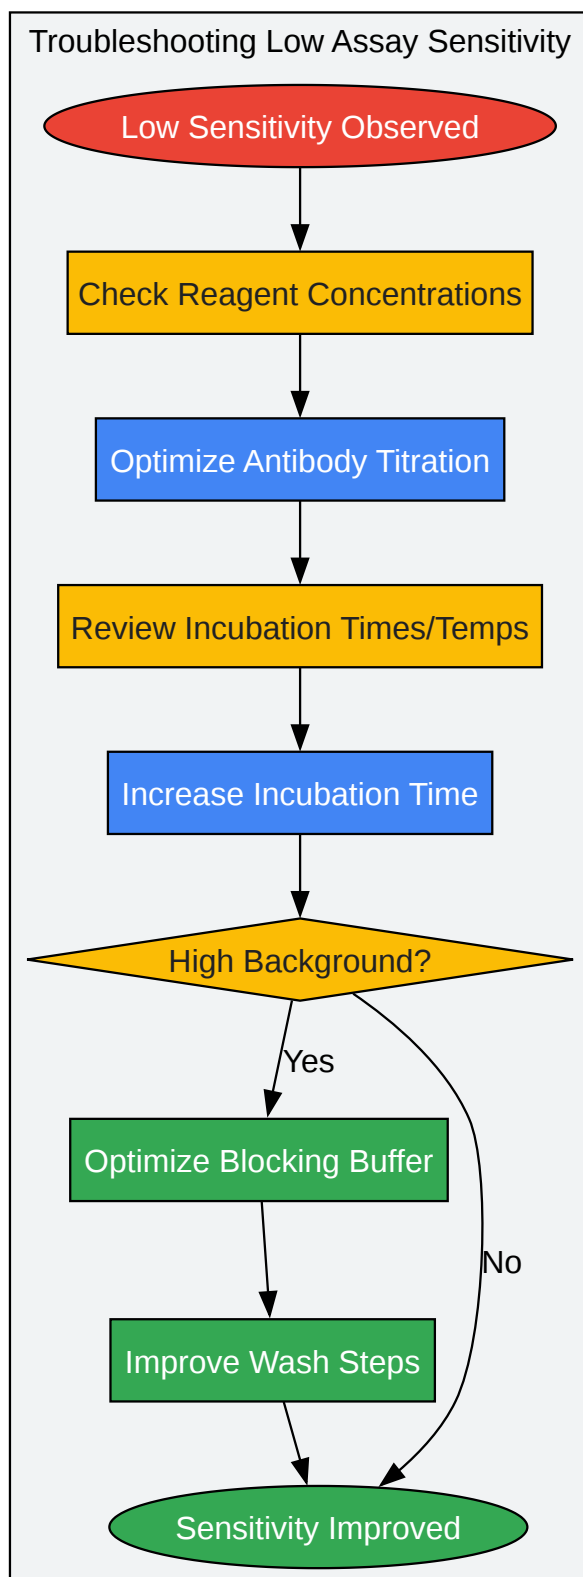 Troubleshooting Low Assay Sensitivity
Low Sensitivity Observed
Check Reagent Concentrations
Optimize Antibody Titration
Review Incubation Times/Temps
Increase Incubation Time
High Background?
Yes
Optimize Blocking Buffer
No
Improve Wash Steps
Sensitivity Improved